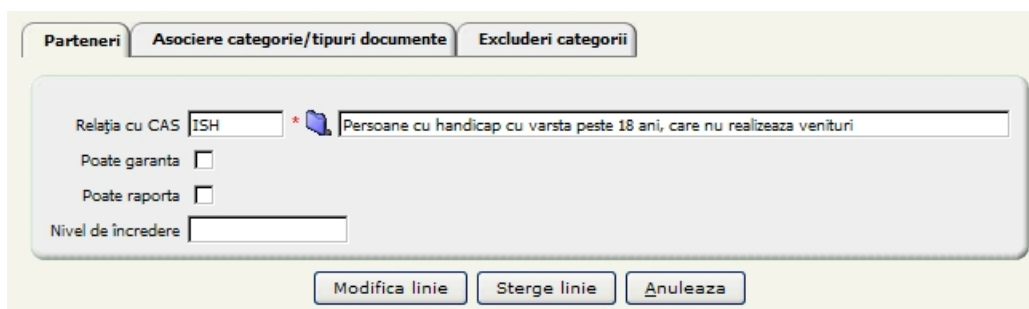 Parteneri Asociere categorie/tipuri documente Excluderi categorii
Relaţia cu CAS ISH * Persoane cu handicap cu varsta peste 18 ani, care nu realizeaza venituri
Poate garanta
Poate raporta
Nivel de încredere
Modifica linie Sterge linie Anuleaza